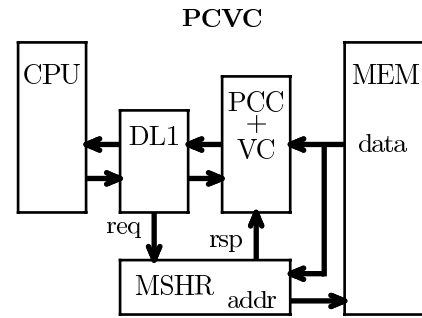 PCVC
CPU
DL1
PCC
+
VC
MEM
data
req
rsp
MSHR
addr